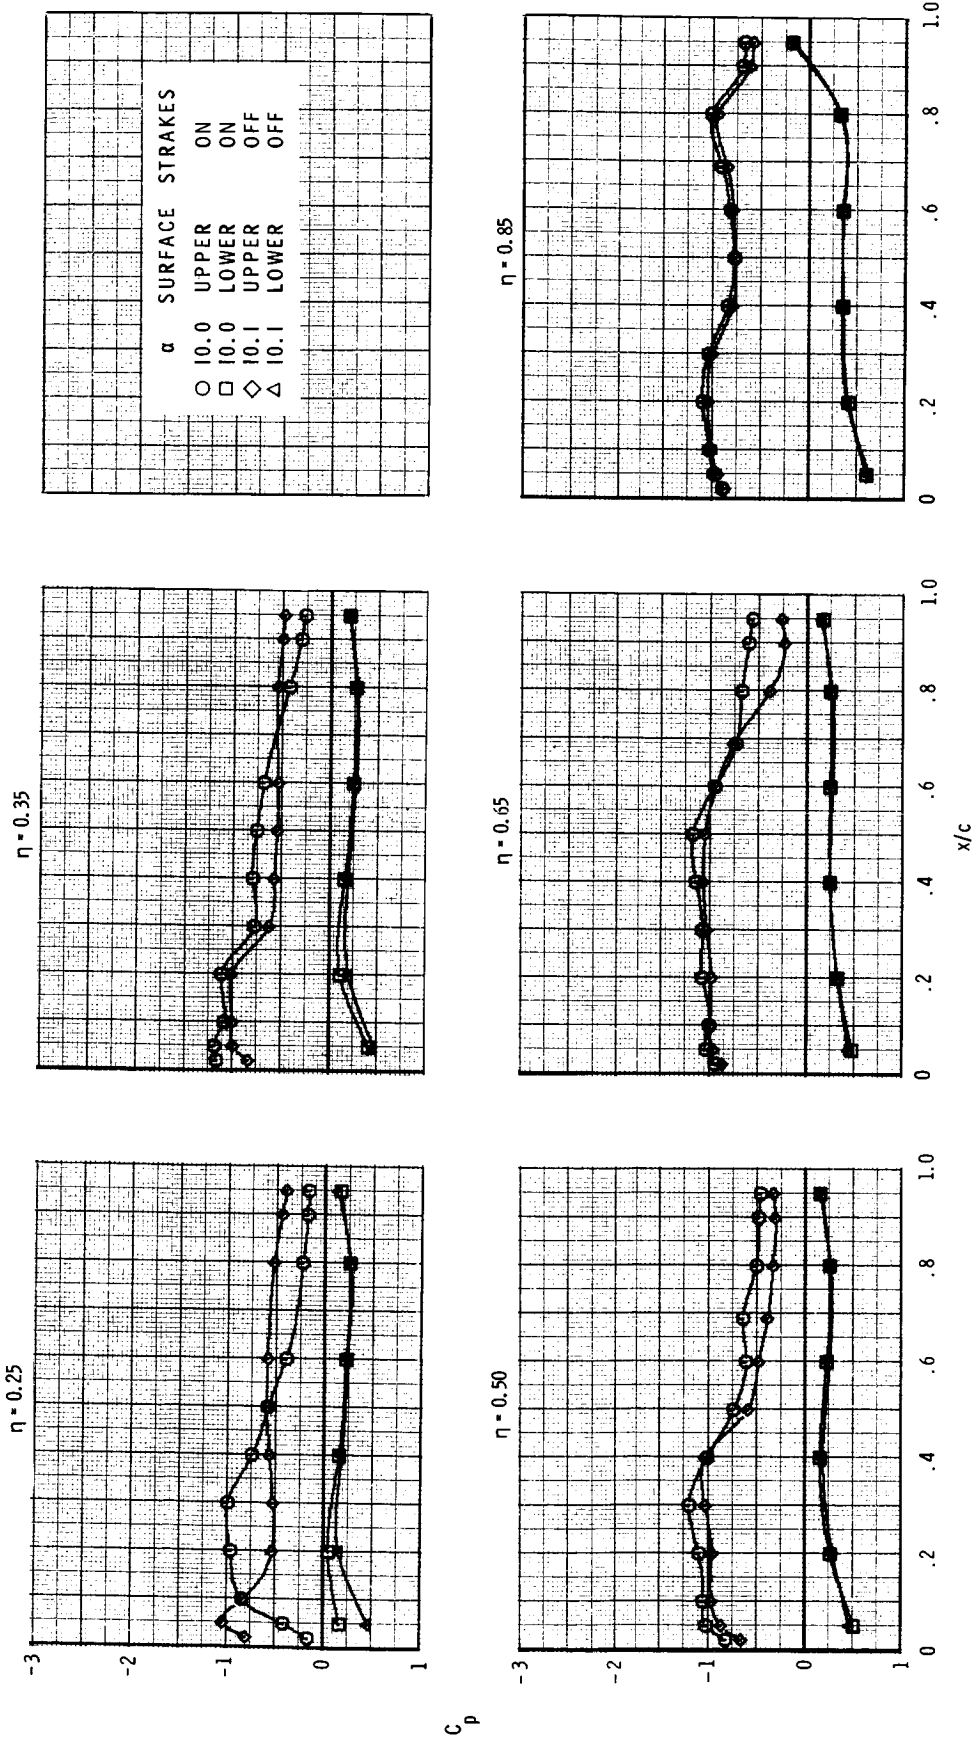 η = 0.25
η = 0.35
α SURFACE STRAKES
○ 10.0 UPPER ON
□ 10.0 LOWER ON
◇ 10.1 UPPER OFF
△ 10.1 LOWER OFF
-3
-2
-1
0
1
C_p
η = 0.50
η = 0.65
η = 0.85
-3
-2
-1
0
1
0 .2 .4 .6 .8 1.0
0 .2 .4 .6 .8 1.0
0 .2 .4 .6 .8 1.0
x/c